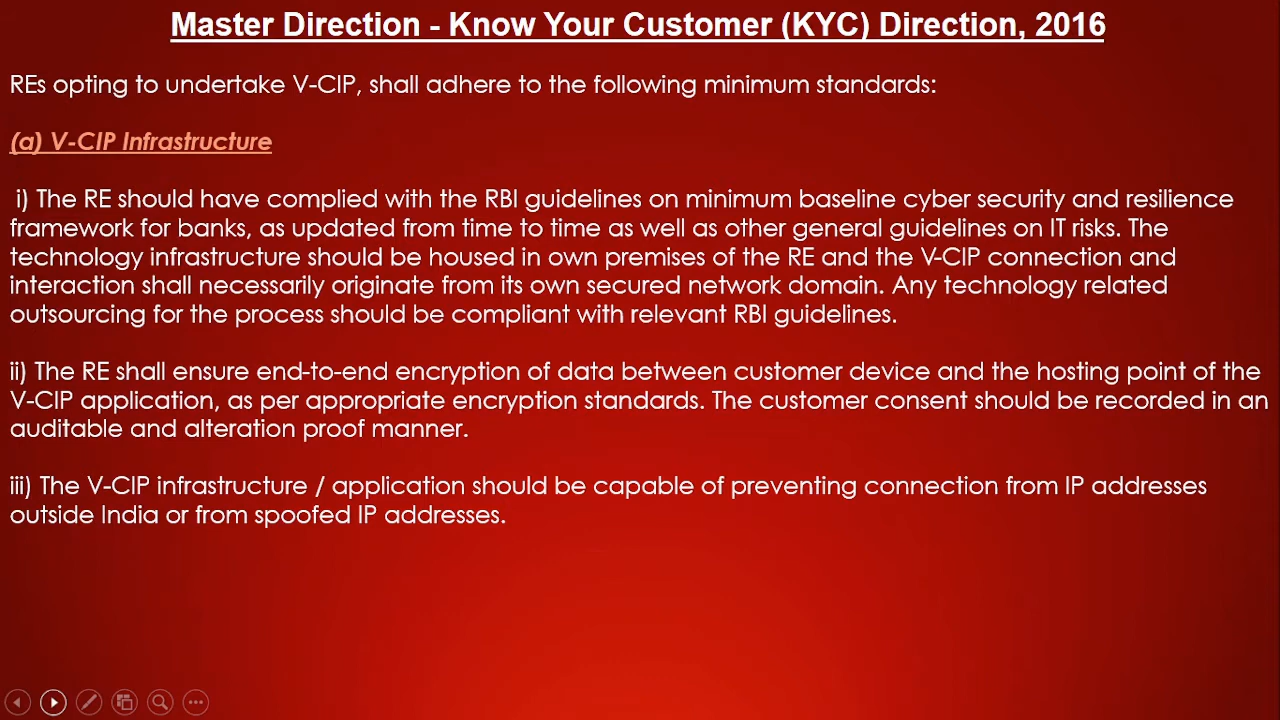 Master Direction - Know Your Customer (KYC) Direction, 2016
REs opting to undertake V-CIP, shall adhere to the following minimum standards:
(a) V-CIP Infrastructure
i) The RE should have complied with the RBI guidelines on minimum baseline cyber security and resilience
framework for banks, as updated from time to time as well as other general guidelines on IT risks. The
technology infrastructure should be housed in own premises of the RE and the V-CIP connection and
interaction shall necessarily originate from its own secured network domain. Any technology related
outsourcing for the process should be compliant with relevant RBI guidelines.
ii) The RE shall ensure end-to-end encryption of data between customer device and the hosting point of the
V-CIP application, as per appropriate encryption standards. The customer consent should be recorded in an
auditable and alteration proof manner.
iii) The V-CIP infrastructure / application should be capable of preventing connection from IP addresses
outside India or from spoofed IP addresses.